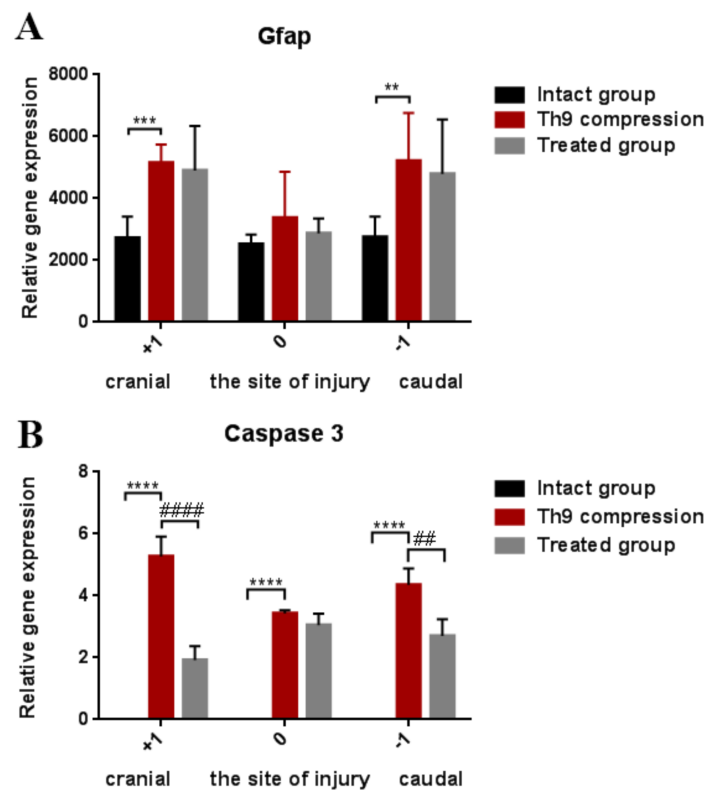 A
Gfap
Relative gene expression
8000
6000
4000
2000
0
***
**
Intact group
Th9 compression
Treated group
+1
0
-1
cranial
the site of injury
caudal
B
Caspase 3
Relative gene expression
8
6
4
2
0
****
####
****
****
##
Intact group
Th9 compression
Treated group
+1
0
-1
cranial
the site of injury
caudal